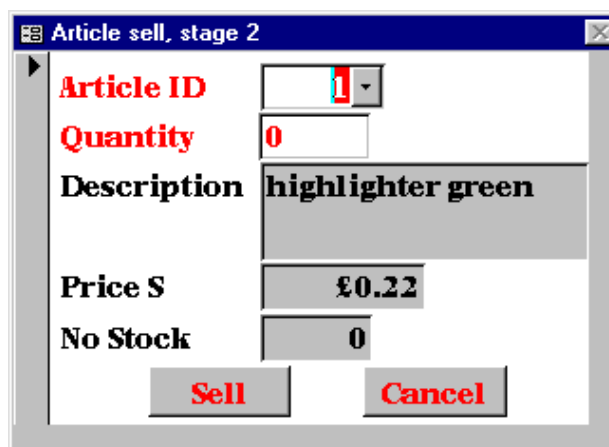 Article sell, stage 2
Article ID 1
Quantity 0
Description highlighter green
Price S £0.22
No Stock 0
Sell Cancel